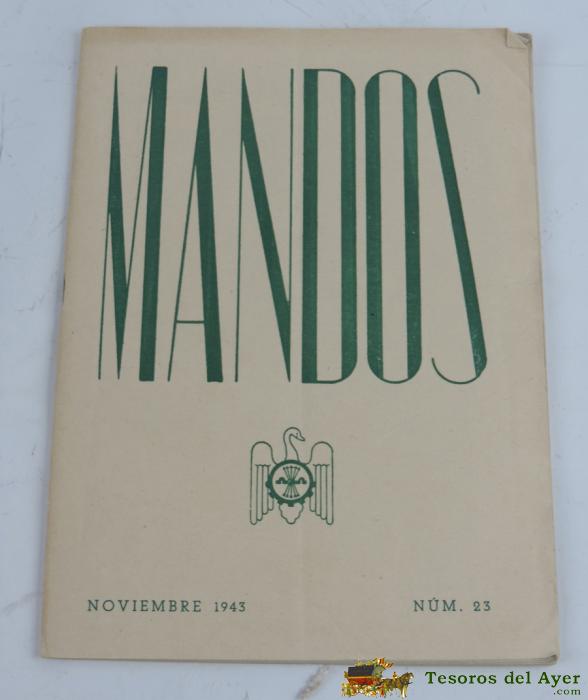 MANDOS
NOVIEMBRE 1943 NÚM. 23
Tesoros del Ayer.com